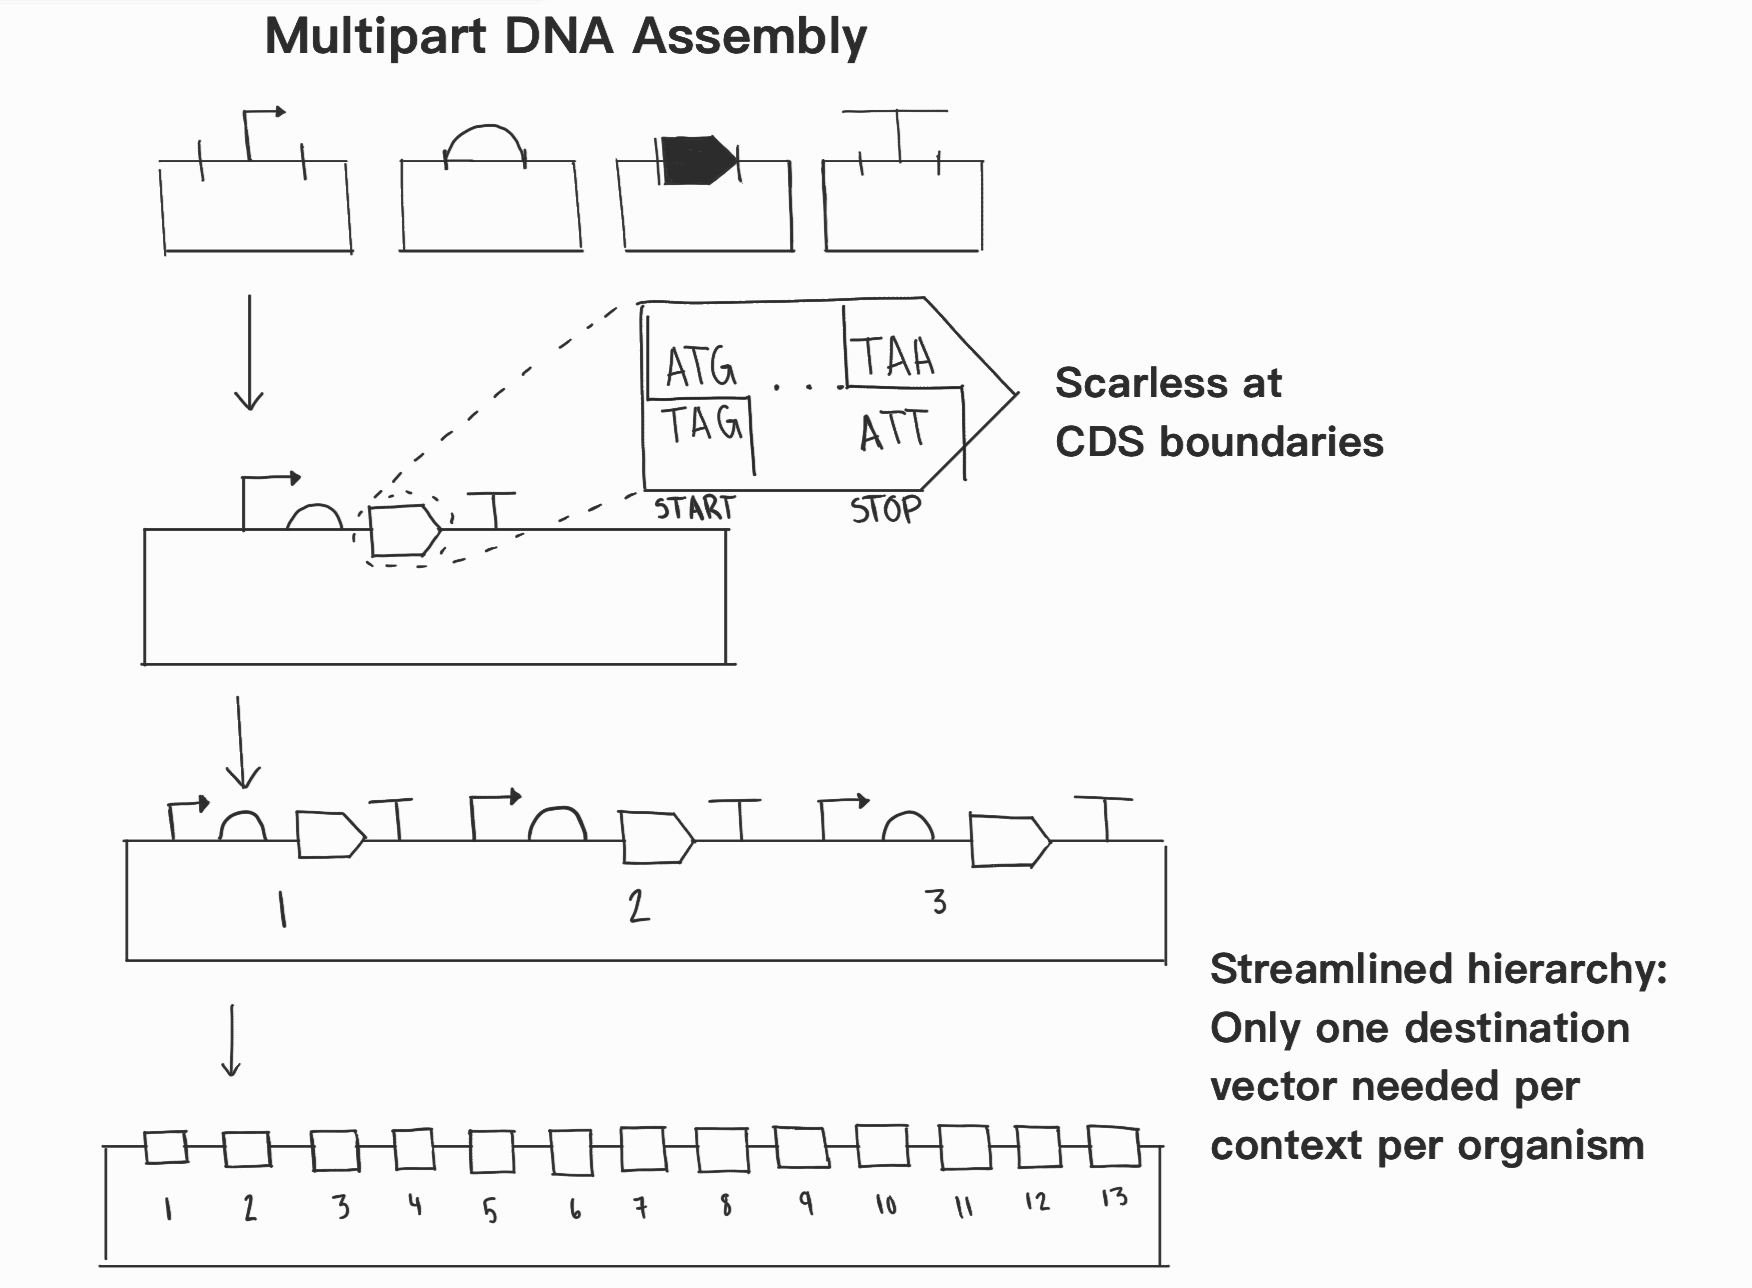 Multipart DNA Assembly
ATG ... TAA
TAG ATT
START STOP
Scarless at
CDS boundaries
1 2 3
Streamlined hierarchy:
Only one destination
vector needed per
context per organism
1 2 3 4 5 6 7 8 9 10 11 12 13